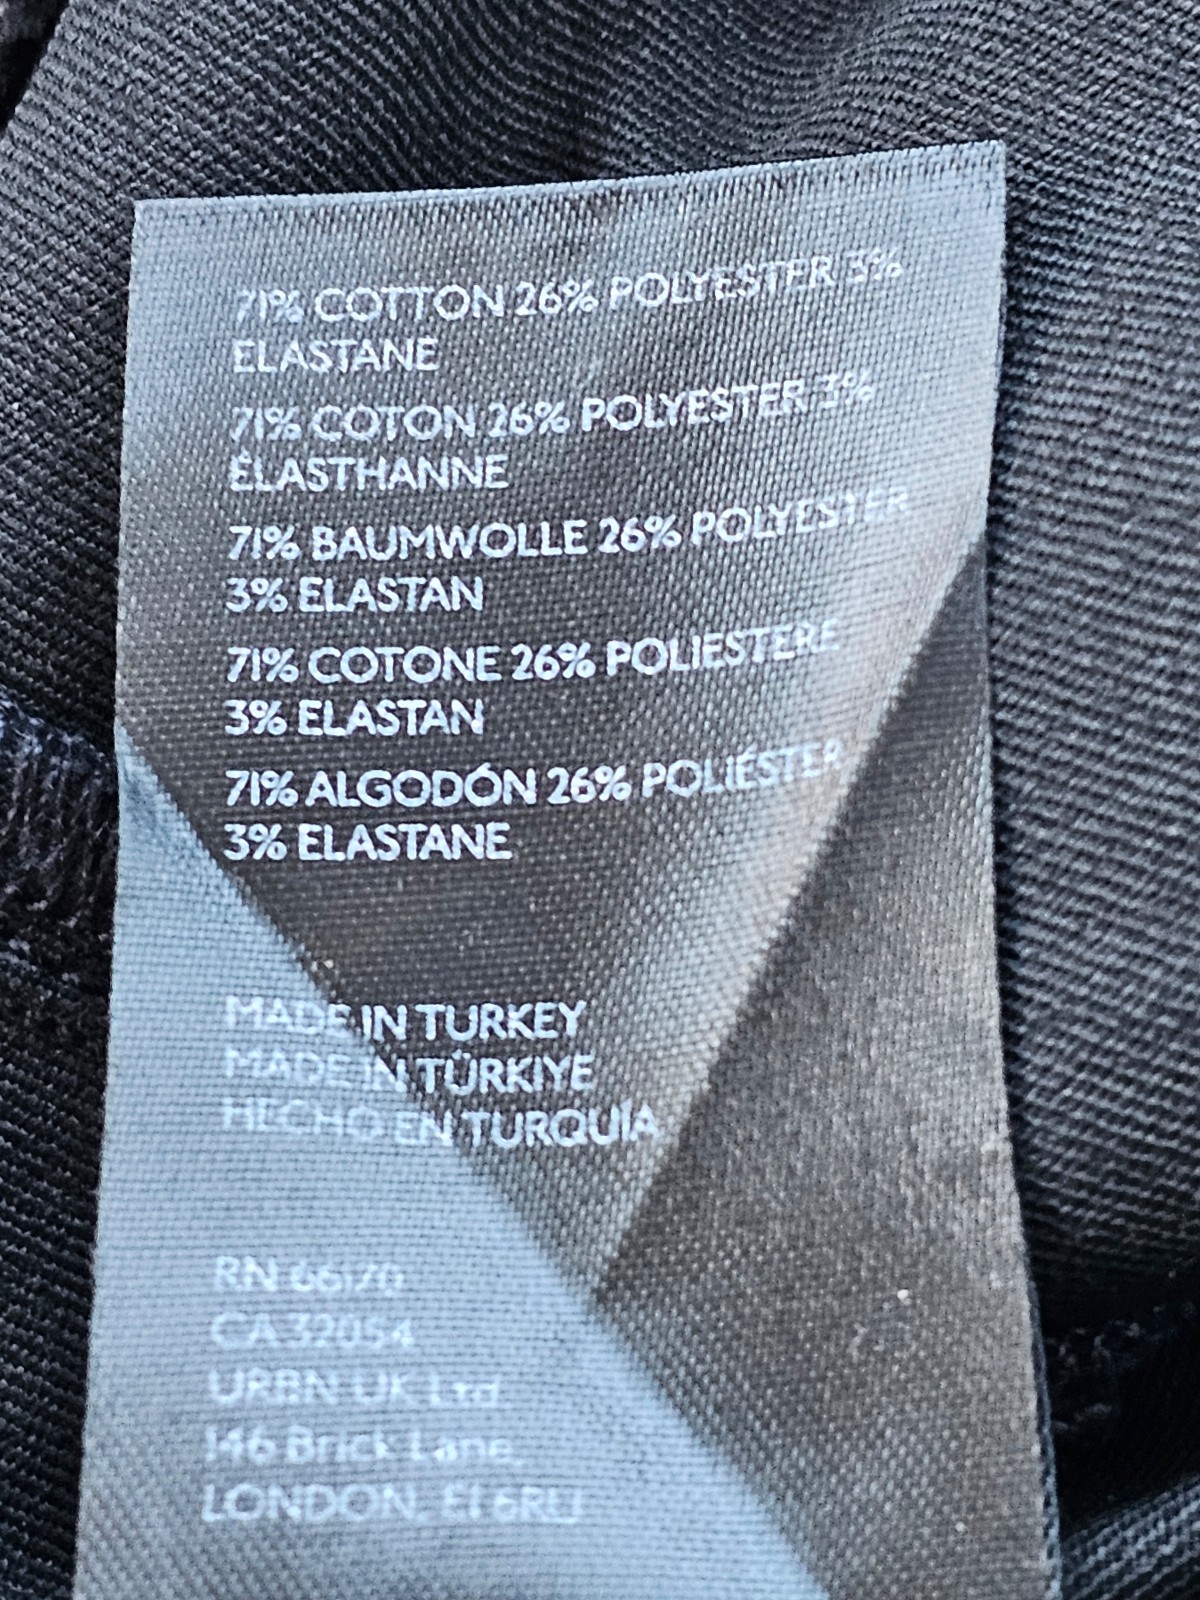 71% COTTON 26% POLYESTER 3%
ELASTANE
71% COTON 26% POLYESTER 3%
ÉLASTHANNE
71% BAUMWOLLE 26% POLYESTER
3% ELASTAN
71% COTONE 26% POLIESTERE
3% ELASTAN
71% ALGODÓN 26% POLIÉSTER
3% ELASTANE
MADE IN TURKEY
MADE IN TÜRKIYE
HECHO EN TURQUÍA
RN 66170
CA 32054
URBN UK Ltd
146 Brick Lane,
LONDON, E1 6RU